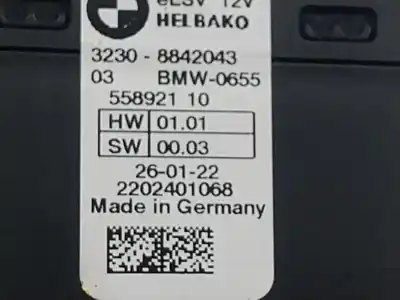 eLSV 12V
HELBAKO
3230 - 8842043
03 BMW-0655
558921 10
HW 01.01
SW 00.03
26-01-22
2202401068
Made in Germany